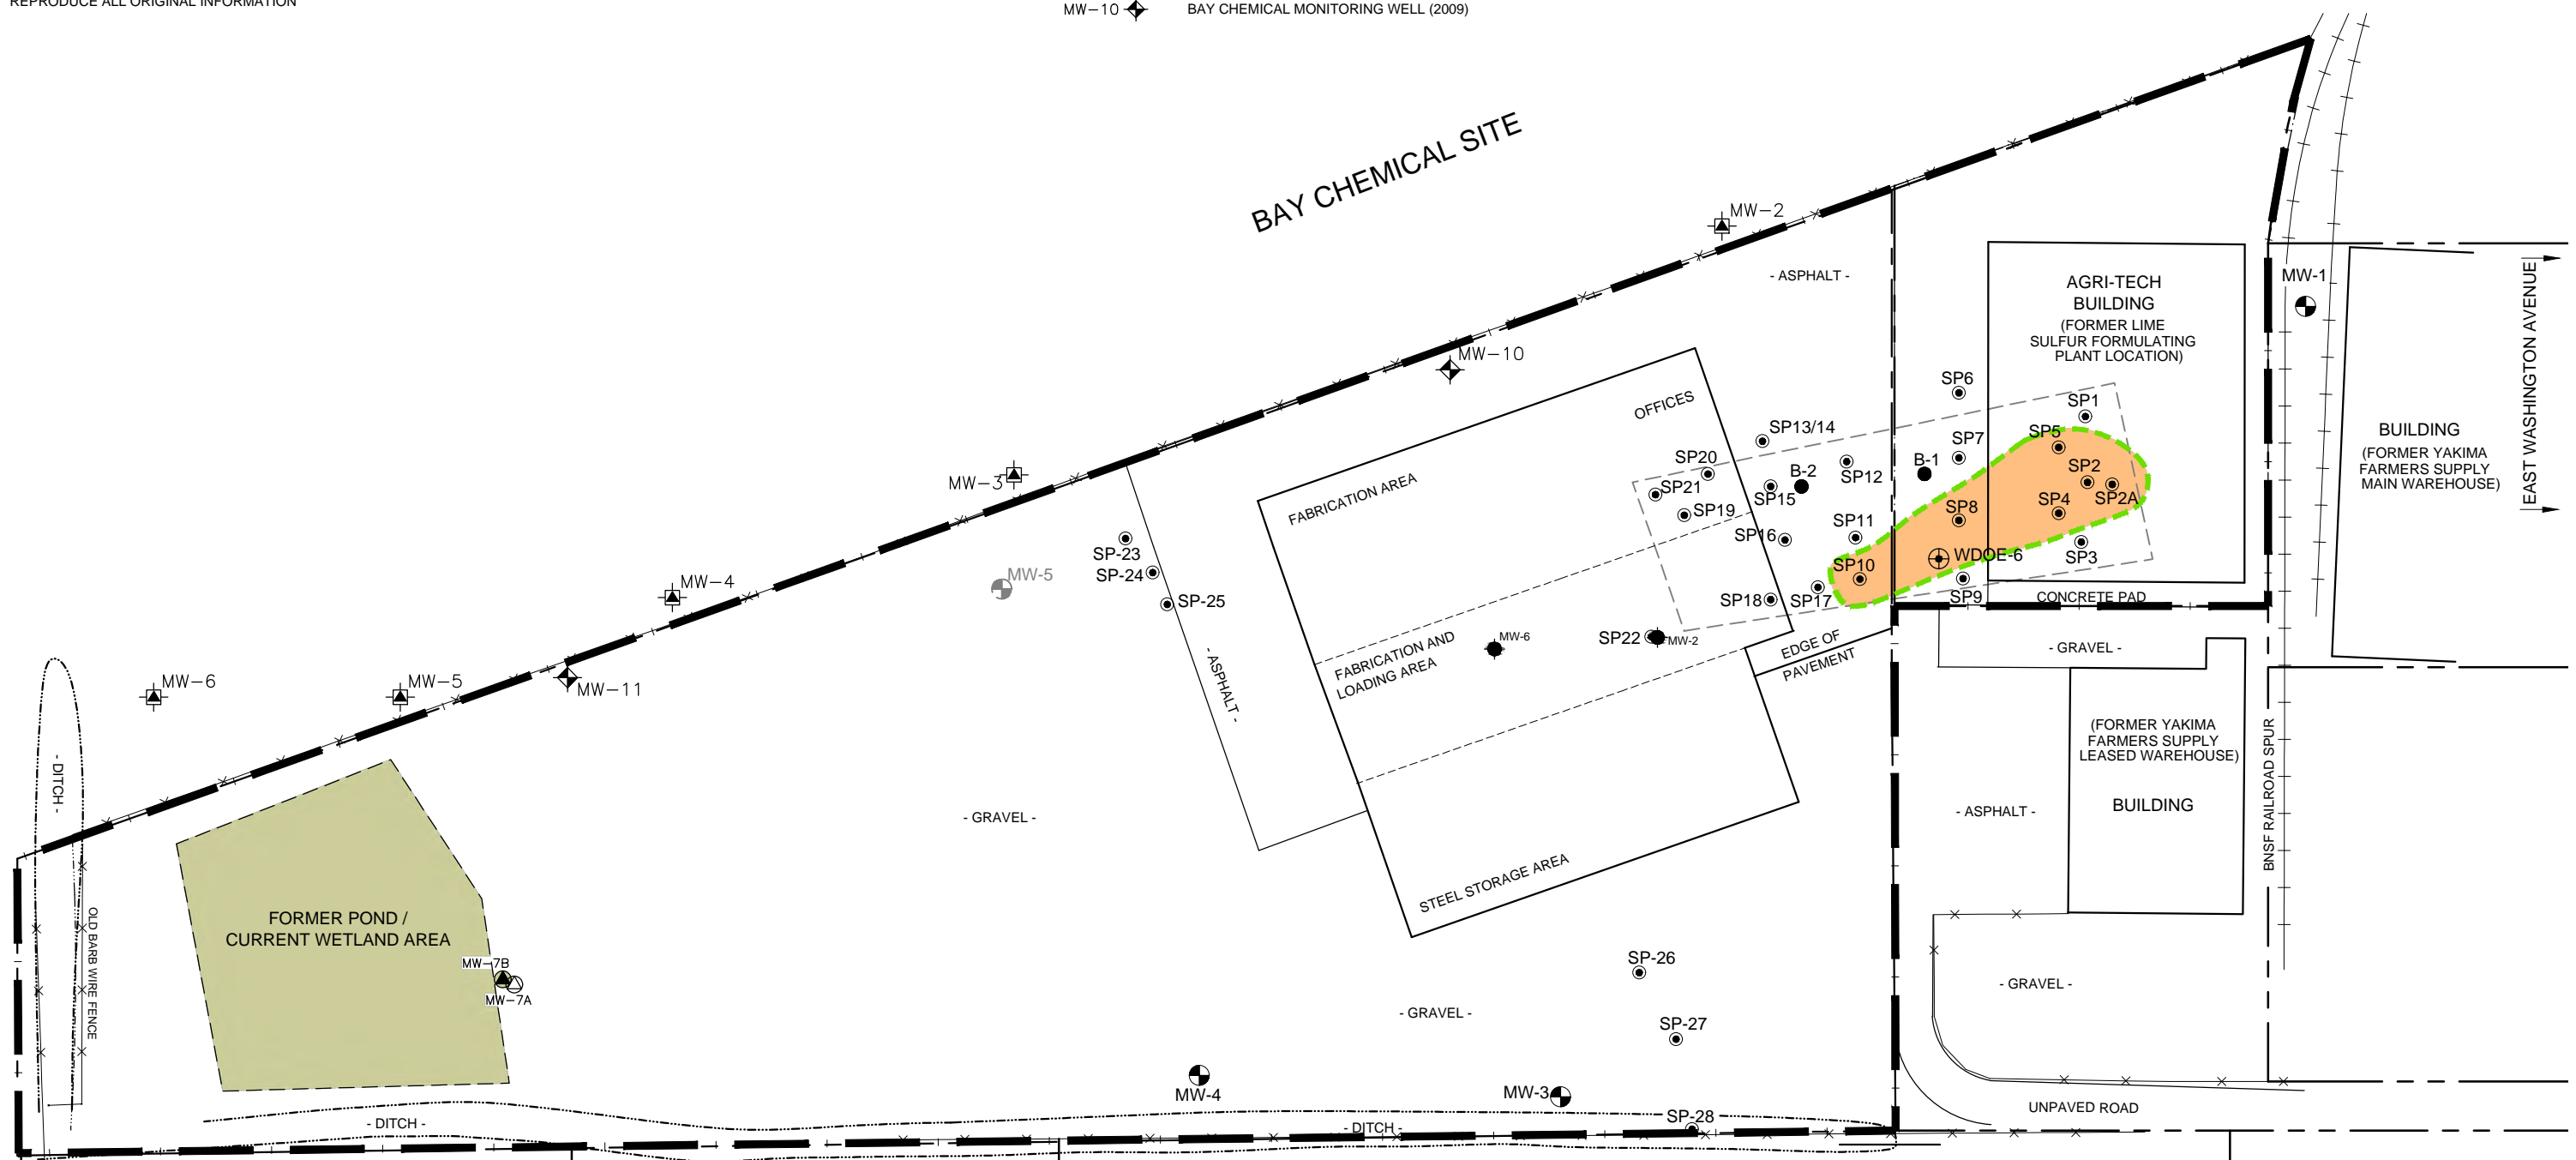 REPRODUCE ALL ORIGINAL INFORMATION
MW-10
BAY CHEMICAL MONITORING WELL (2009)
BAY CHEMICAL SITE
MW-2
- ASPHALT -
AGRI-TECH
BUILDING
(FORMER LIME
SULFUR FORMULATING
PLANT LOCATION)
MW-1
EAST WASHINGTON AVENUE
MW-10
OFFICES
SP6
SP1
SP13/14
SP7
SP5
BUILDING
(FORMER YAKIMA
FARMERS SUPPLY
MAIN WAREHOUSE)
MW-3
FABRICATION AREA
SP20
B-2
SP12
B-1
SP2
SP21
SP15
SP2A
SP19
SP4
SP8
SP16
SP11
SP-23
SP-24
WDOE-6
SP3
MW-5
SP10
MW-4
SP-25
SP18
SP17
SP9
CONCRETE PAD
SP22
MW-2
MW-6
FABRICATION AND
LOADING AREA
EDGE OF
PAVEMENT
- GRAVEL -
- ASPHALT -
MW-6
MW-5
MW-11
(FORMER YAKIMA
FARMERS SUPPLY
LEASED WAREHOUSE)
BUILDING
BNSF RAILROAD SPUR
- DITCH -
- GRAVEL -
- ASPHALT -
STEEL STORAGE AREA
FORMER POND /
CURRENT WETLAND AREA
OLD BARB WIRE FENCE
MW-7B
MW-7A
SP-26
- GRAVEL -
- GRAVEL -
SP-27
MW-4
MW-3
SP-28
UNPAVED ROAD
- DITCH -
- DITCH -